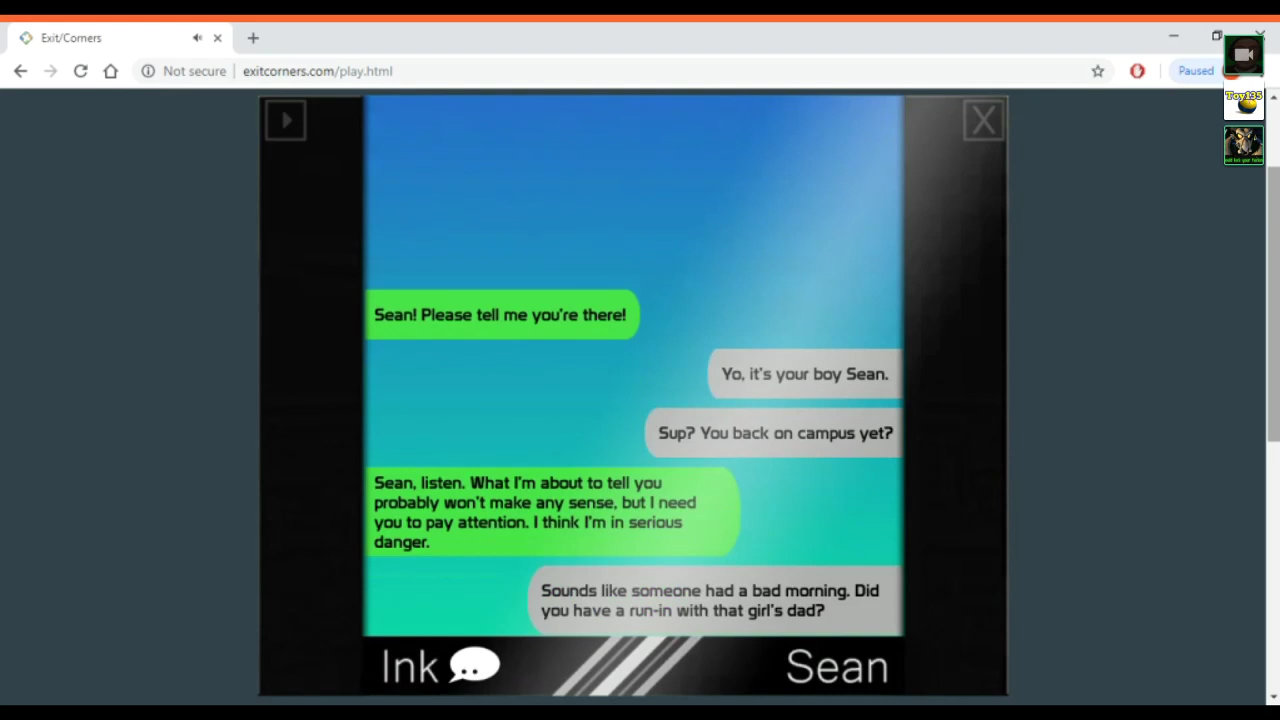 Exit/Corners
Not secure
exitcorners.com/play.html
Paused
Toy135
X
Sean! Please tell me you're there!
Yo, it's your boy Sean.
Sup? You back on campus yet?
Sean, listen. What I'm about to tell you
probably won't make any sense, but I need
you to pay attention. I think I'm in serious
danger.
Sounds like someone had a bad morning. Did
you have a run-in with that girl's dad?
Ink
Sean